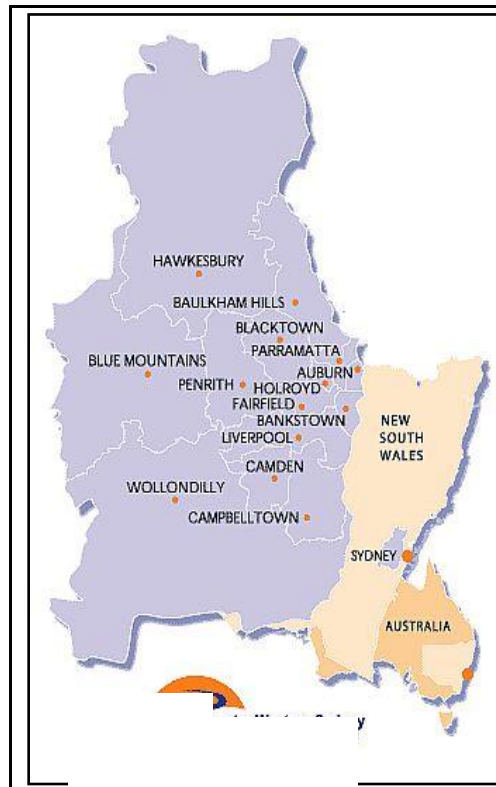 HAWKESBURY
BAULKHAM HILLS
BLACKTOWN
PARRAMATTA
BLUE MOUNTAINS
AUBURN
PENRITH
HOLROYD
FAIRFIELD
BANKSTOWN
LIVERPOOL
NEW
SOUTH
WALES
CAMDEN
WOLLONDILLY
CAMPBELLTOWN
SYDNEY
AUSTRALIA